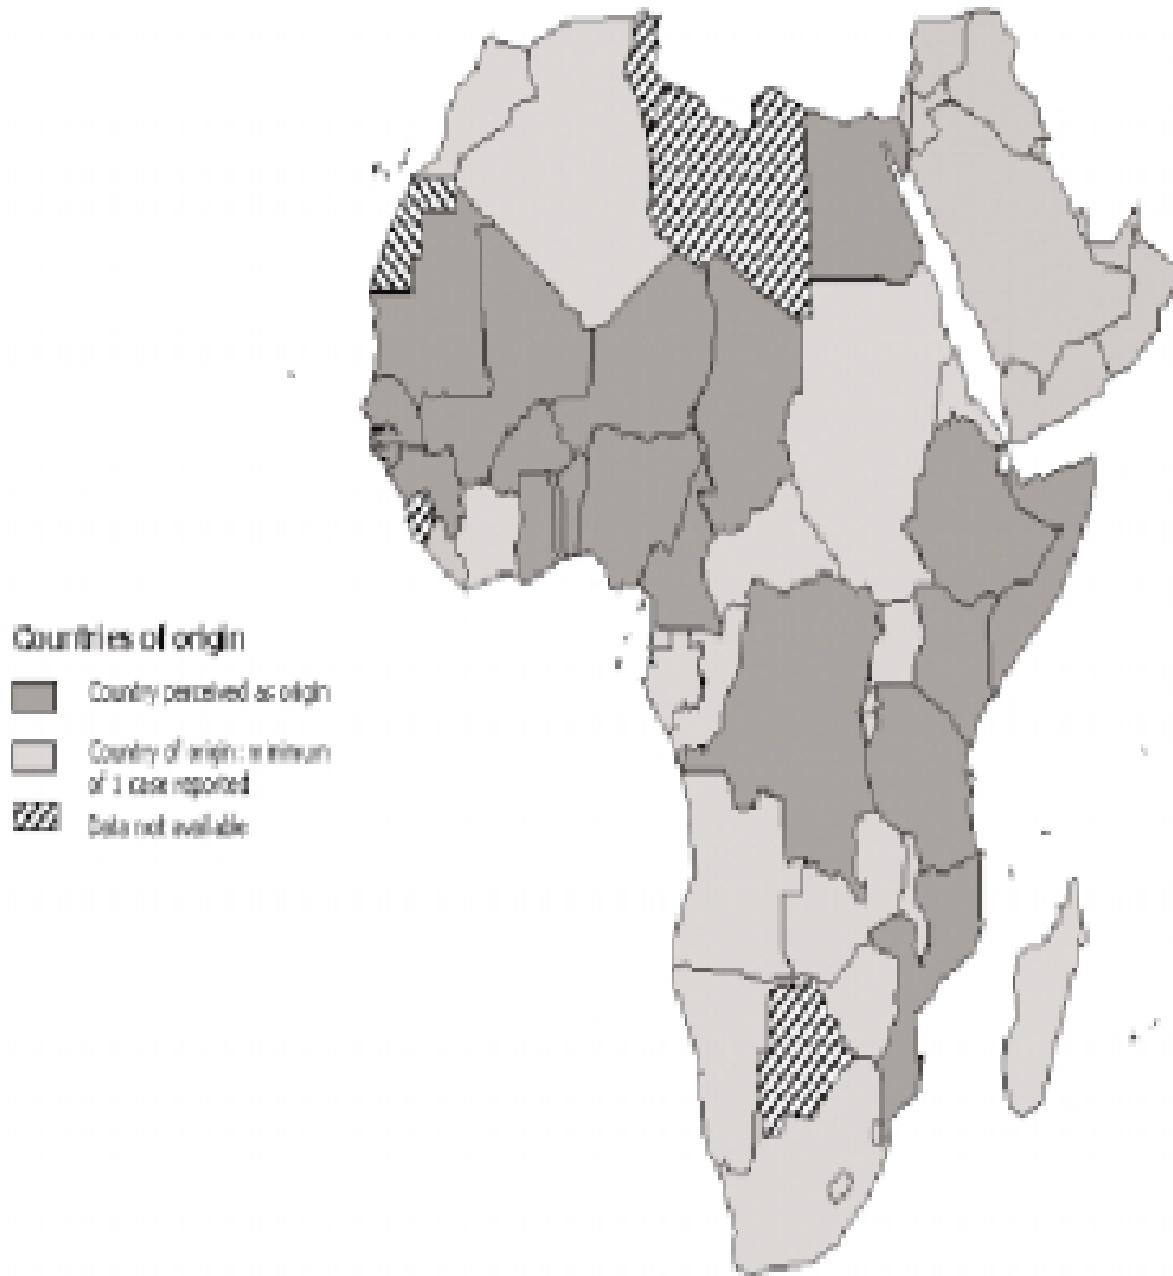 Countries of origin
Country perceived as origin
Country of origin: minimum
of 1 case reported
Data not available